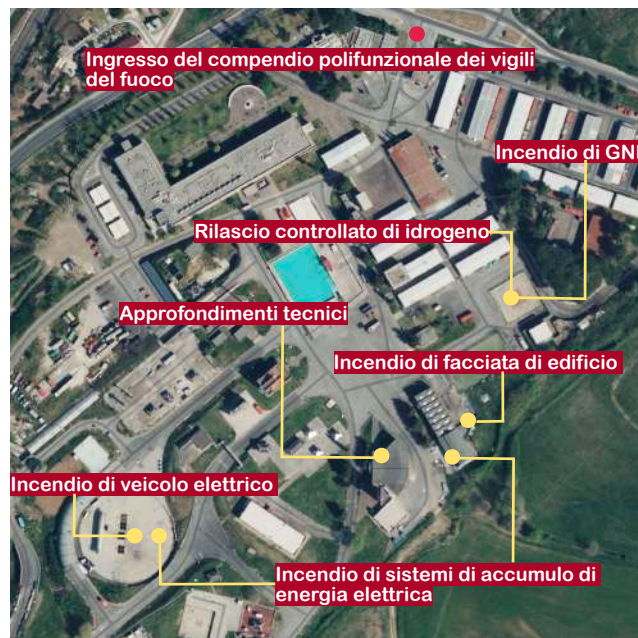 Ingresso del compendio polifunzionale dei vigili
del fuoco
Incendio di
Rilascio controllato di idrogeno
Approfondimenti tecnici
Incendio di facciata di edificio
Incendio di veicolo elettrico
Incendio di sistemi di accumulo di
energia elettrica